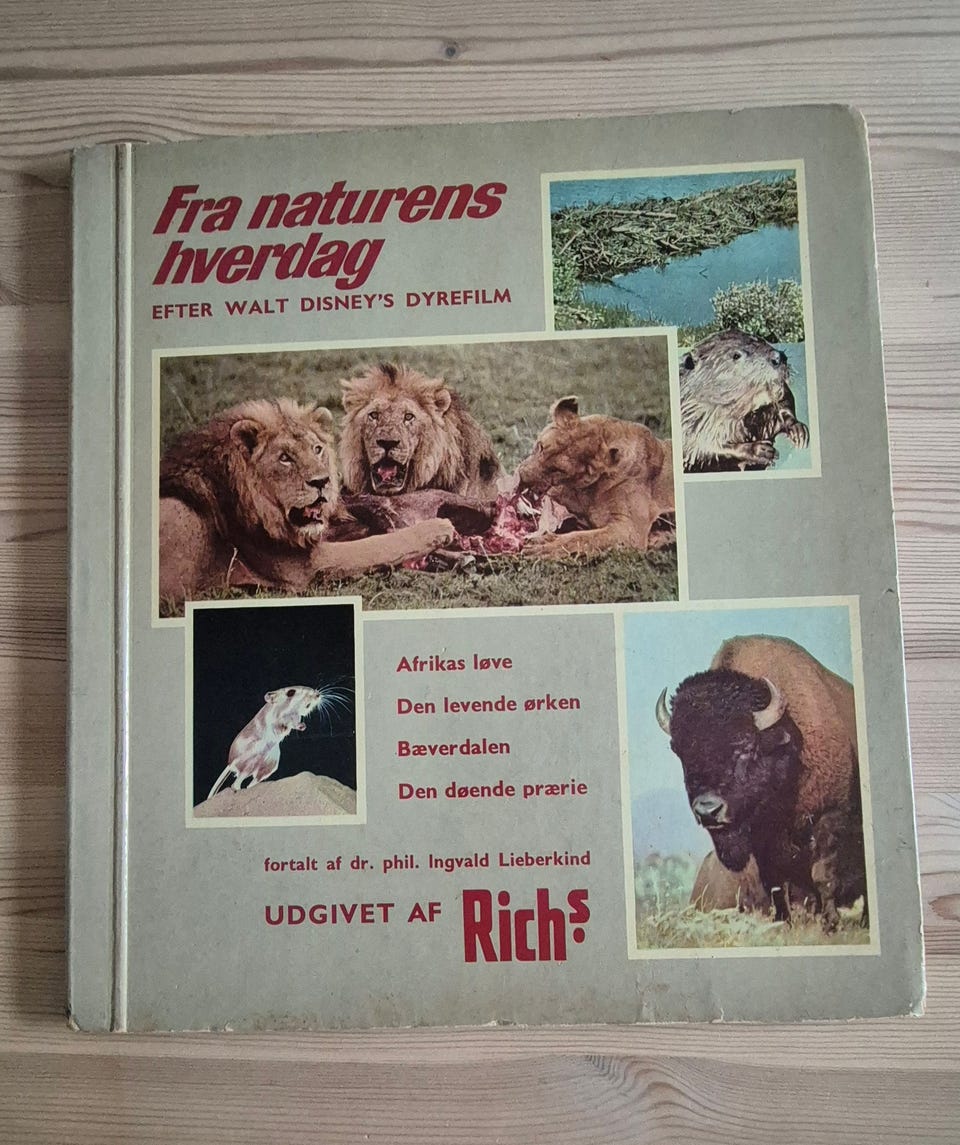 Fra naturens
hverdag
EFTER WALT DISNEY'S DYREFILM
Afrikas løve
Den levende ørken
Bæverdalen
Den døende prærie
fortalt af dr. phil. Ingvald Lieberkind
UDGIVET AF Richs.